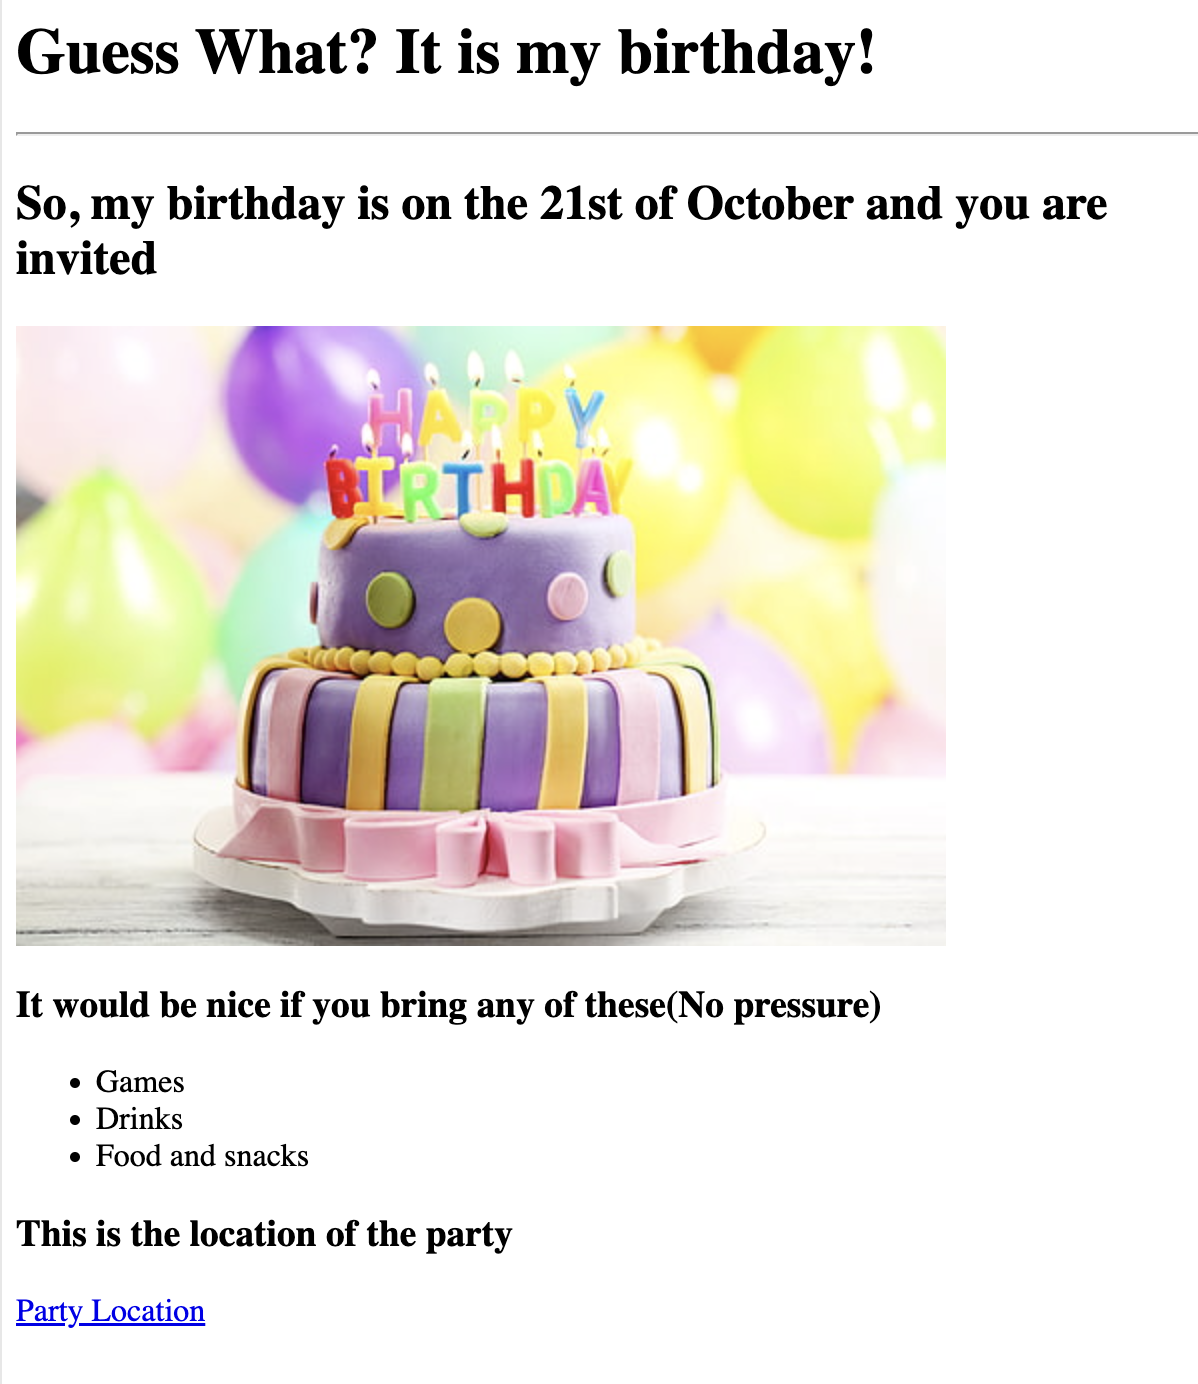 Guess What? It is my birthday!
So, my birthday is on the 21st of October and you are
invited
HAPPY
BIRTHDAY
It would be nice if you bring any of these(No pressure)
Games
Drinks
Food and snacks
This is the location of the party
Party Location